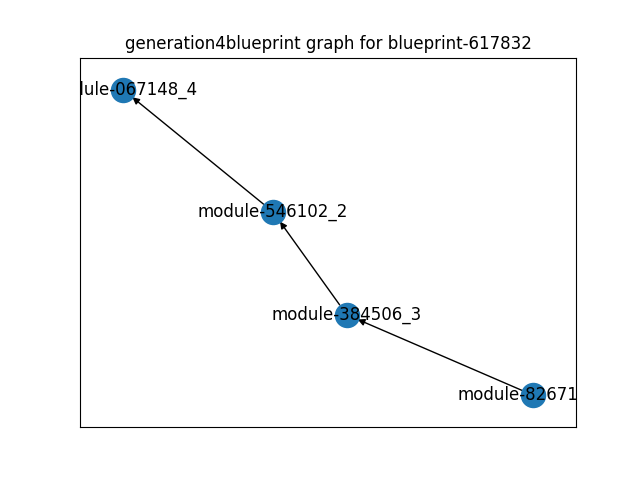 generation4blueprint graph for blueprint-617832
lule-067148_4
module-546102_2
module-384506_3
module-82671